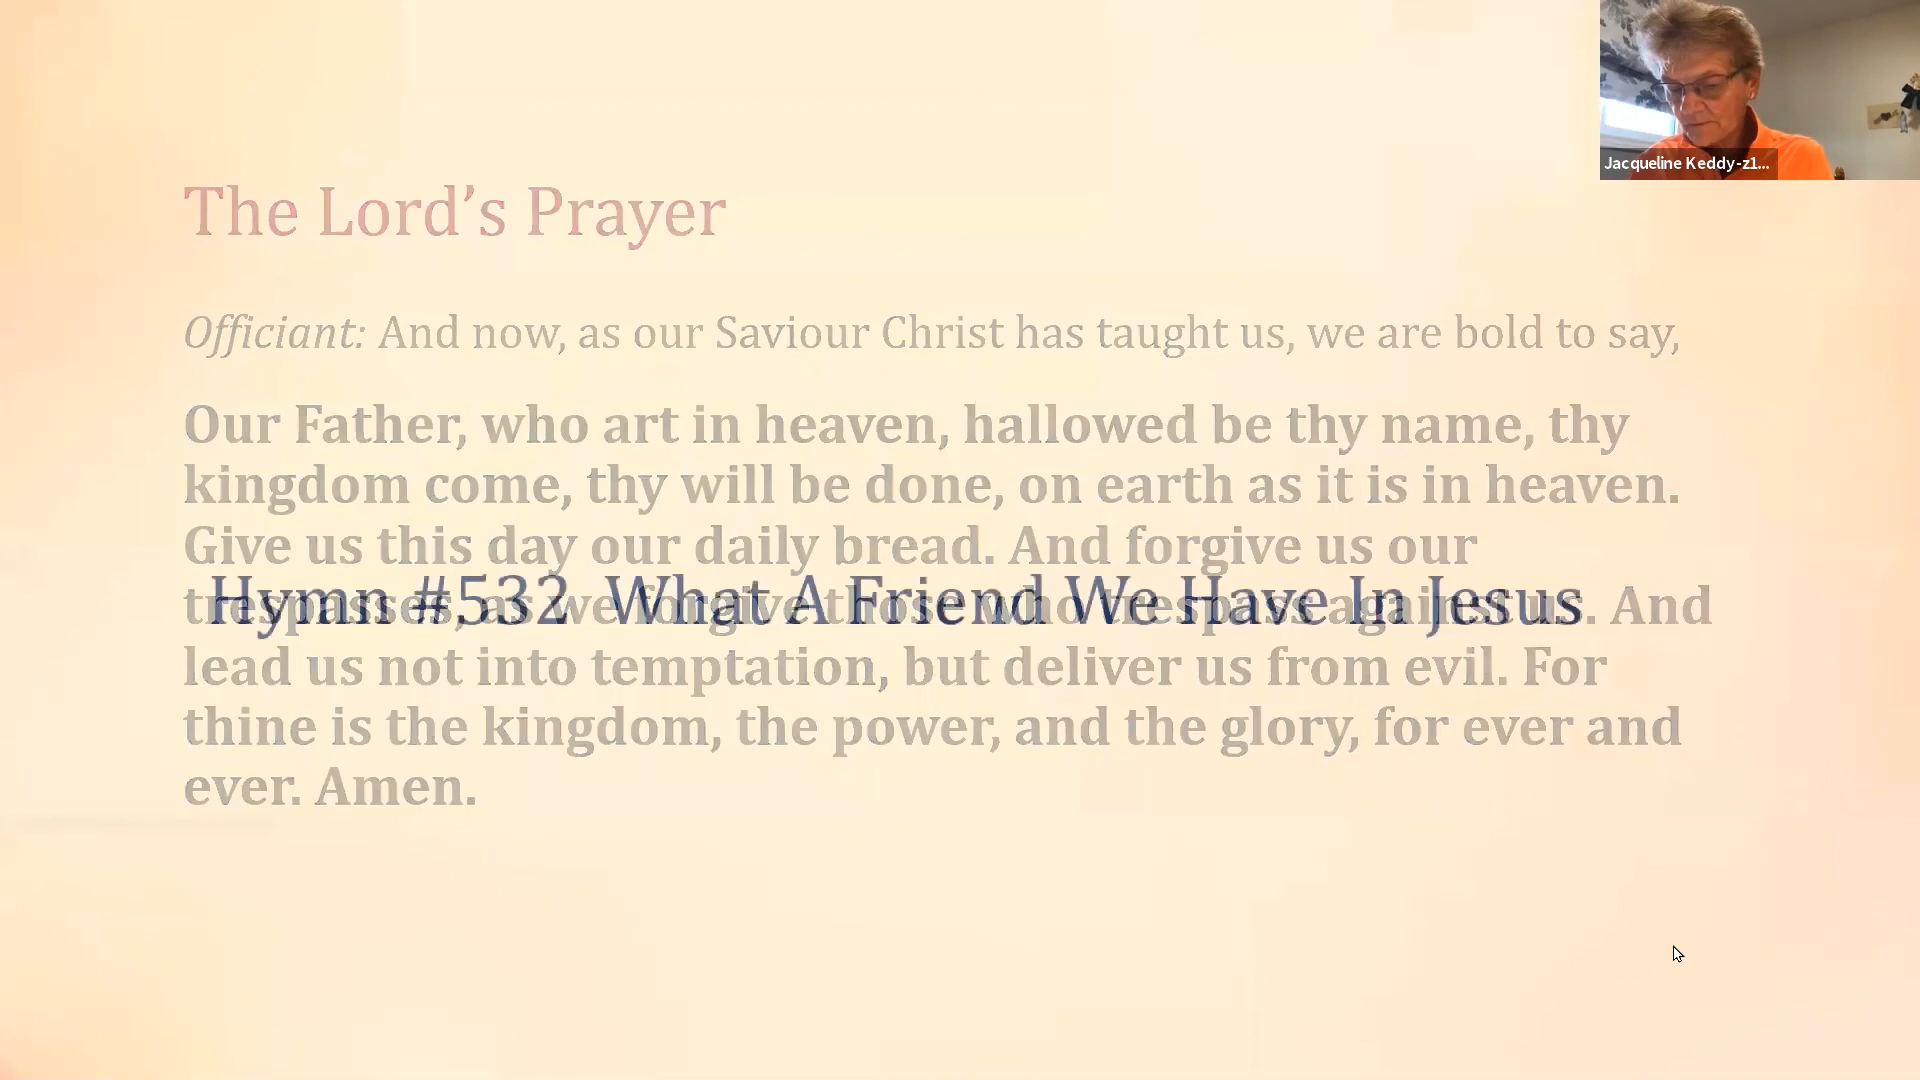 Jacqueline Keddy-z1...
The Lord’s Prayer
Officiant: And now, as our Saviour Christ has taught us, we are bold to say,
Our Father, who art in heaven, hallowed be thy name, thy
kingdom come, thy will be done, on earth as it is in heaven.
Give us this day our daily bread. And forgive us our
trespasses, as we forgive those who trespass against us. And
Hymn #532 What A Friend We Have In Jesus
lead us not into temptation, but deliver us from evil. For
thine is the kingdom, the power, and the glory, for ever and
ever. Amen.